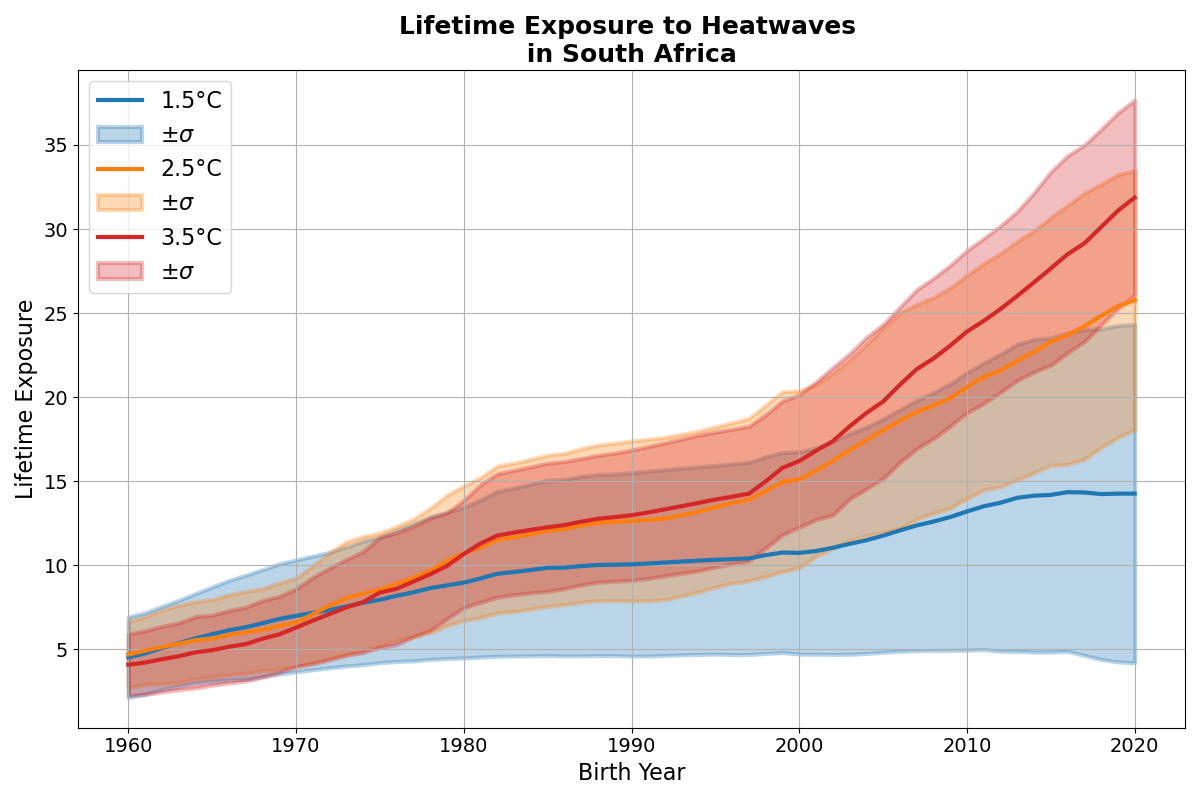 Lifetime Exposure to Heatwaves
in South Africa
1.5°C
±σ
2.5°C
±σ
3.5°C
±σ
35
30
25
20
15
10
5
Lifetime Exposure
1960
1970
1980
1990
2000
2010
2020
Birth Year